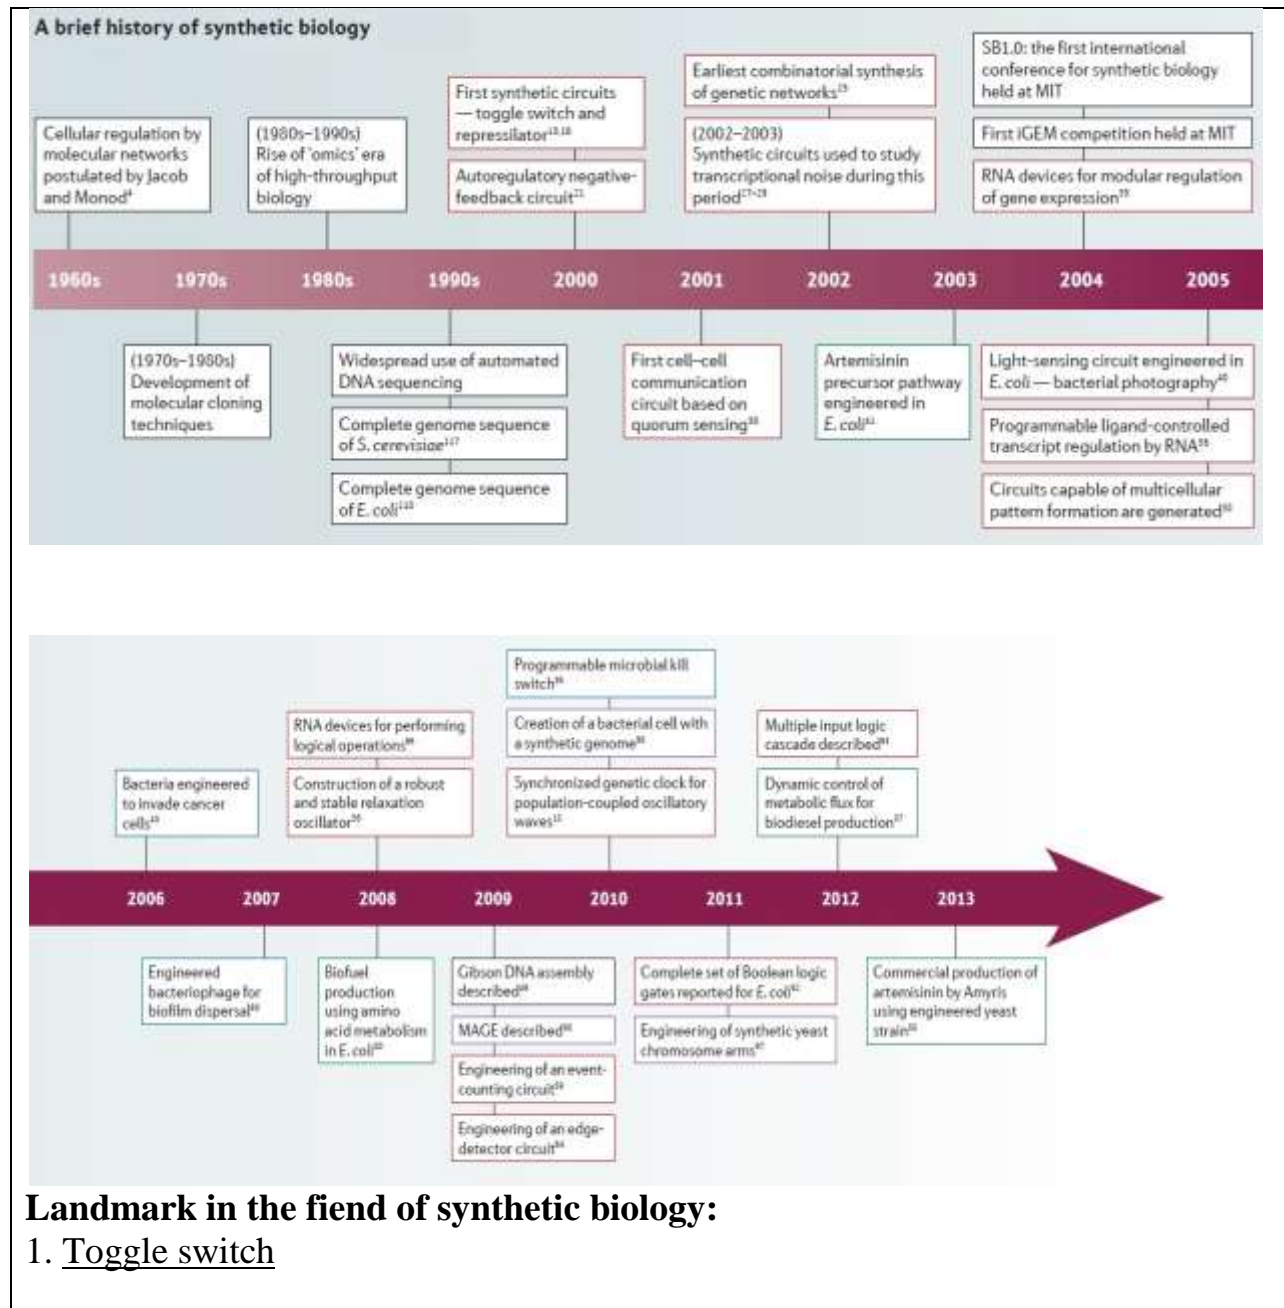 A brief history of synthetic biology
Cellular regulation by
molecular networks
postulated by Jacob
and Monod
(1980s–1990s)
Rise of 'omics' era
of high-throughput
biology
First synthetic circuits
— toggle switch and
repressilator
Autoregulatory negative-
feedback circuit
Earliest combinatorial synthesis
of genetic networks
(2002–2003)
Synthetic circuits used to study
transcriptional noise during this
period
SB1.0: the first international
conference for synthetic biology
held at MIT
First iGEM competition held at MIT
RNA devices for modular regulation
of gene expression
1960s 1970s 1980s 1990s 2000 2001 2002 2003 2004 2005
(1970s–1980s)
Development of
molecular cloning
techniques
Widespread use of automated
DNA sequencing
Complete genome sequence
of S. cerevisiae
Complete genome sequence
of E. coli
First cell–cell
communication
circuit based on
quorum sensing
Artemisinin
precursor pathway
engineered in
E. coli
Light-sensing circuit engineered in
E. coli — bacterial photography
Programmable ligand-controlled
transcript regulation by RNA
Circuits capable of multicellular
pattern formation are generated
Bacteria engineered
to invade cancer
cells
RNA devices for performing
logical operations
Construction of a robust
and stable relaxation
oscillator
Programmable microbial kill
switch
Creation of a bacterial cell with
a synthetic genome
Synchronized genetic clock for
population-coupled oscillatory
waves
Multiple input logic
cascade described
Dynamic control of
metabolic flux for
biodiesel production
2006 2007 2008 2009 2010 2011 2012 2013
Engineered
bacteriophage for
biofilm dispersal
Biofuel
production
using amino
acid metabolism
in E. coli
Gibson DNA assembly
described
MAGE described
Engineering of an event-
counting circuit
Engineering of an edge-
detector circuit
Complete set of Boolean logic
gates reported for E. coli
Engineering of synthetic yeast
chromosome arms
Commercial production of
artemisinin by Amyris
using engineered yeast
strain
Landmark in the fiend of synthetic biology:
1. Toggle switch